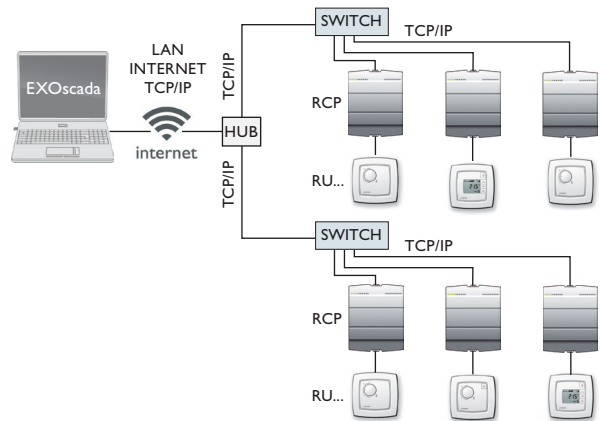 SWITCH
TCP/IP
LAN
INTERNET
TCP/IP
EXOscada
TCP/IP
RCP
HUB
internet
TCP/IP
RU...
SWITCH
TCP/IP
RCP
RU...